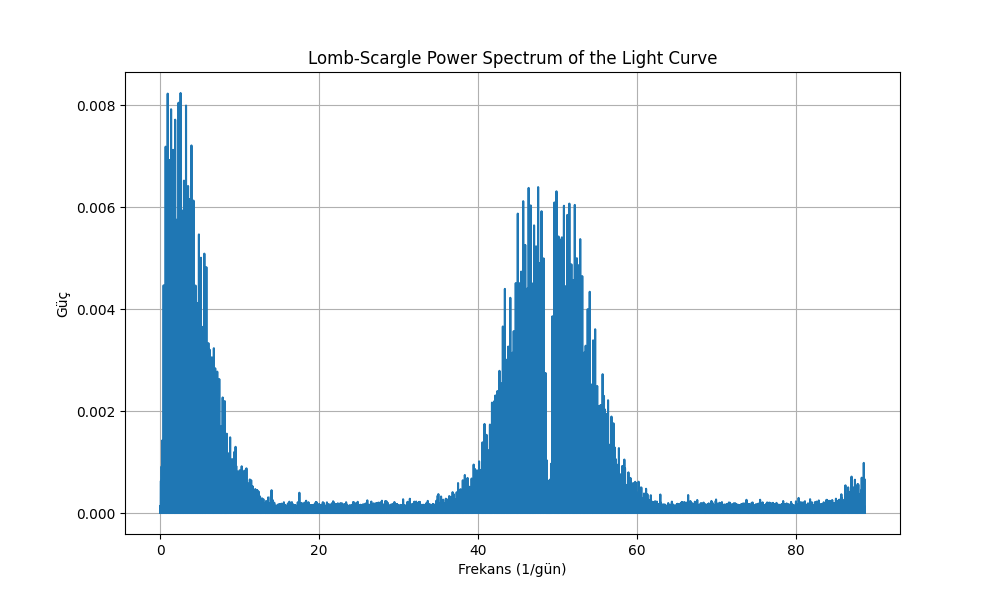 Lomb-Scargle Power Spectrum of the Light Curve
0.008
0.006
0.004
0.002
0.000
Güç
0 20 40 60 80
Frekans (1/gün)